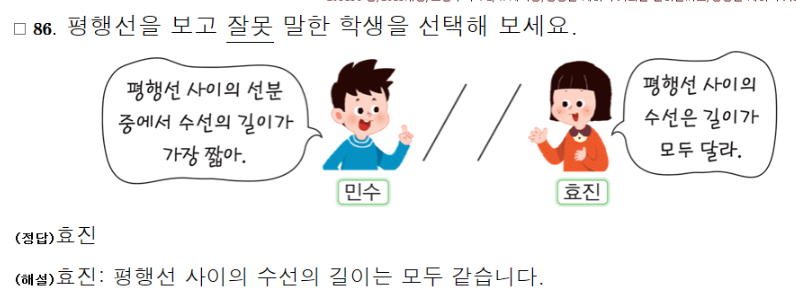 □ 86. 평행선을 보고 잘못 말한 학생을 선택해 보세요.
평행선 사이의 선분
중에서 수선의 길이가
가장 짧아.
평행선 사이의
수선은 길이가
모두 달라.
민수
효진
(정답)효진
(해설)효진: 평행선 사이의 수선의 길이는 모두 같습니다.